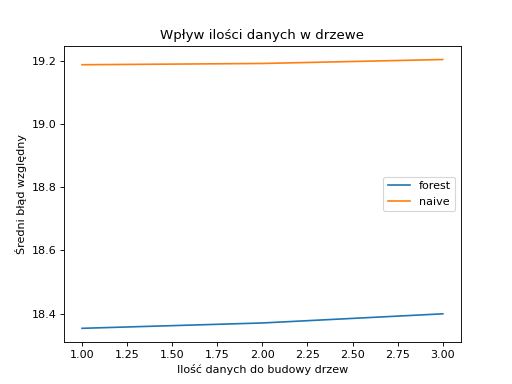 Wpływ ilości danych w drzewe
19.2
19.0
18.8
18.6
18.4
Średni błąd względny
forest
naive
1.00 1.25 1.50 1.75 2.00 2.25 2.50 2.75 3.00
Ilość danych do budowy drzew